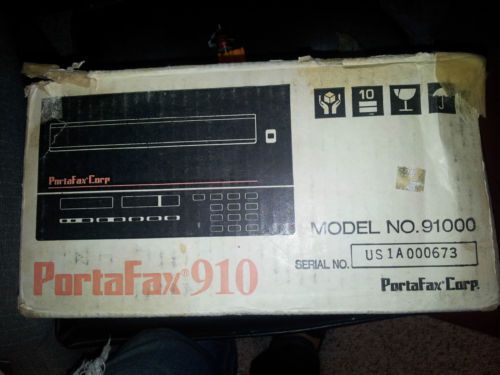 10
PortaFax Corp
MODEL NO. 91000
SERIAL NO. US1A000673
PortaFax® 910
PortaFax® Corp.